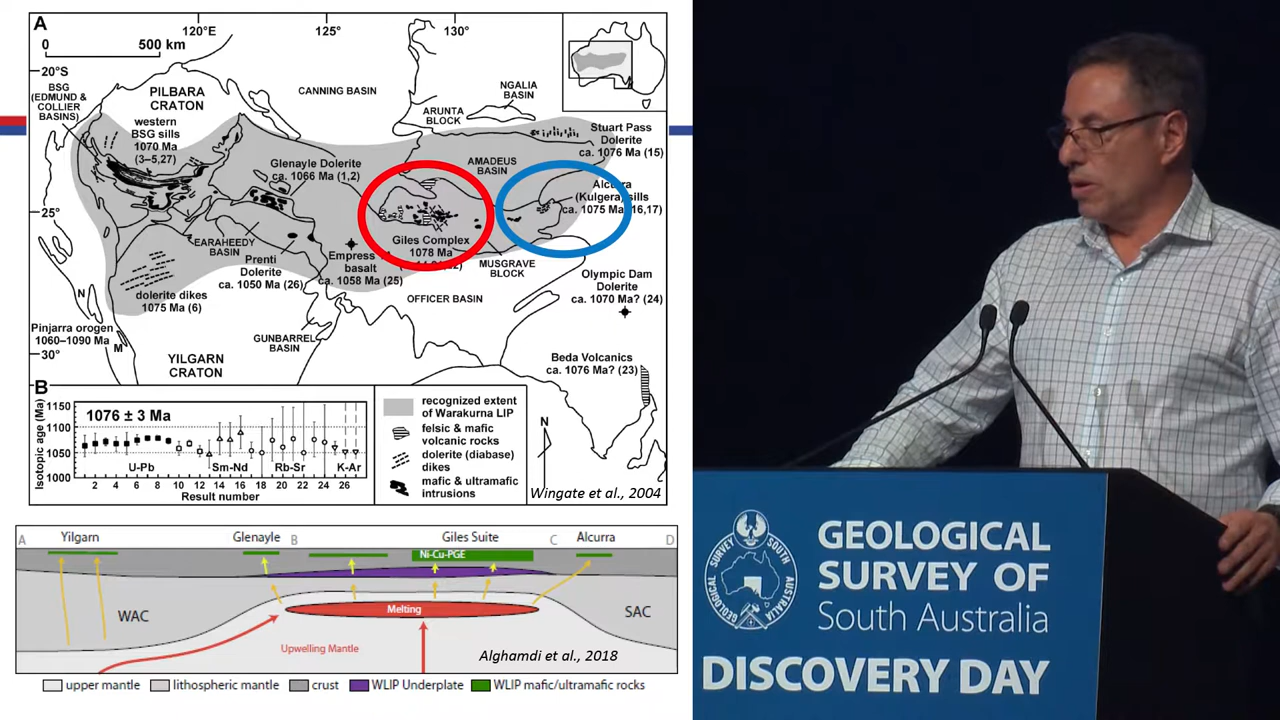 A
120°E
125°
130°
0
500 km
20°S
BSG
(EDMUND &
COLLIER
BASINS)
PILBARA
CRATON
CANNING BASIN
NGALIA
BASIN
ARUNTA
BLOCK
western
BSG sills
1070 Ma
(3–5,27)
Stuart Pass
Dolerite
ca. 1076 Ma (15)
Glenayle Dolerite
ca. 1066 Ma (1,2)
AMADEUS
BASIN
(Kulgera) sills
ca. 1075 Ma
16,17)
25°
Giles Complex
1078 Ma
EARAHEEDY
BASIN
Prenti
Dolerite
ca. 1050 Ma (26)
Empress
basalt
ca. 1058 Ma (25)
MUSGRAVE
BLOCK
Olympic Dam
Dolerite
ca. 1070 Ma? (24)
OFFICER BASIN
dolerite dikes
1075 Ma (6)
N
Pinjarra orogen
1060–1090 Ma
M
GUNBARREL
BASIN
30°
YILGARN
CRATON
Beda Volcanics
ca. 1076 Ma? (23)
B
Isotopic age (Ma)
1150
1100
1050
1000
1076 ± 3 Ma
U-Pb
Sm-Nd
Rb-Sr
K-Ar
2 4 6 8 10 12 14 16 18 20 22 24 26
Result number
recognized extent
of Warakurna LIP
felsic & mafic
volcanic rocks
dolerite (diabase)
dikes
mafic & ultramafic
intrusions
N
Wingate et al., 2004
A
Yilgarn
Glenayle
B
Giles Suite
C
Alcurra
D
Ni-Cu-PGE
WAC
Melting
SAC
Upwelling Mantle
Alghamdi et al., 2018
upper mantle
lithospheric mantle
crust
WLIP Underplate
WLIP mafic/ultramafic rocks
GEOLOGICAL SURVEY SOUTH AUSTRALIA
GEOLOGICAL
SURVEY OF
South Australia
DISCOVERY DAY